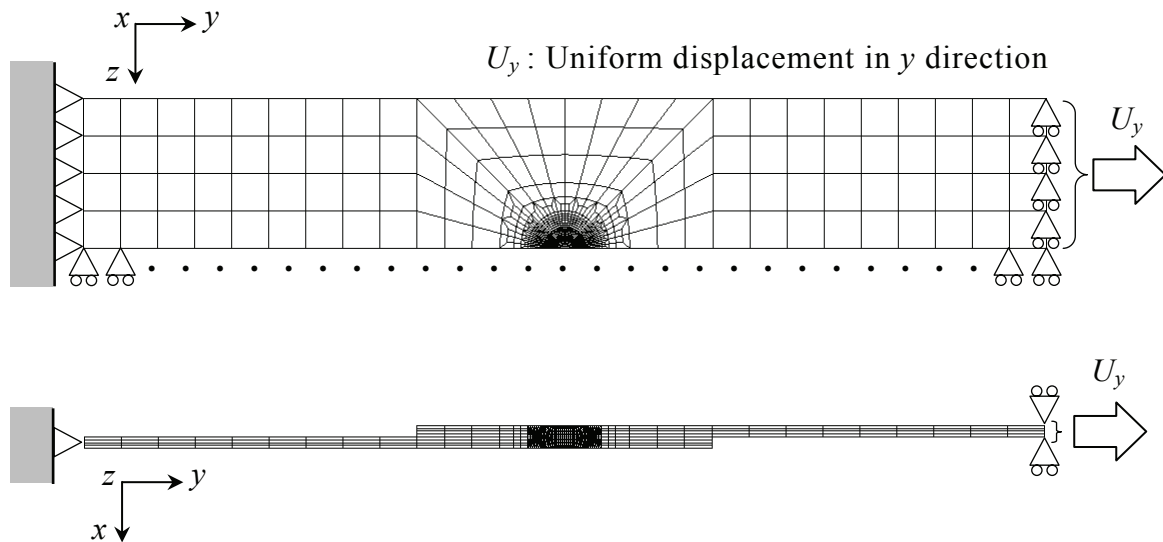 x y
z
U_y : Uniform displacement in y direction
U_y
U_y
z y
x